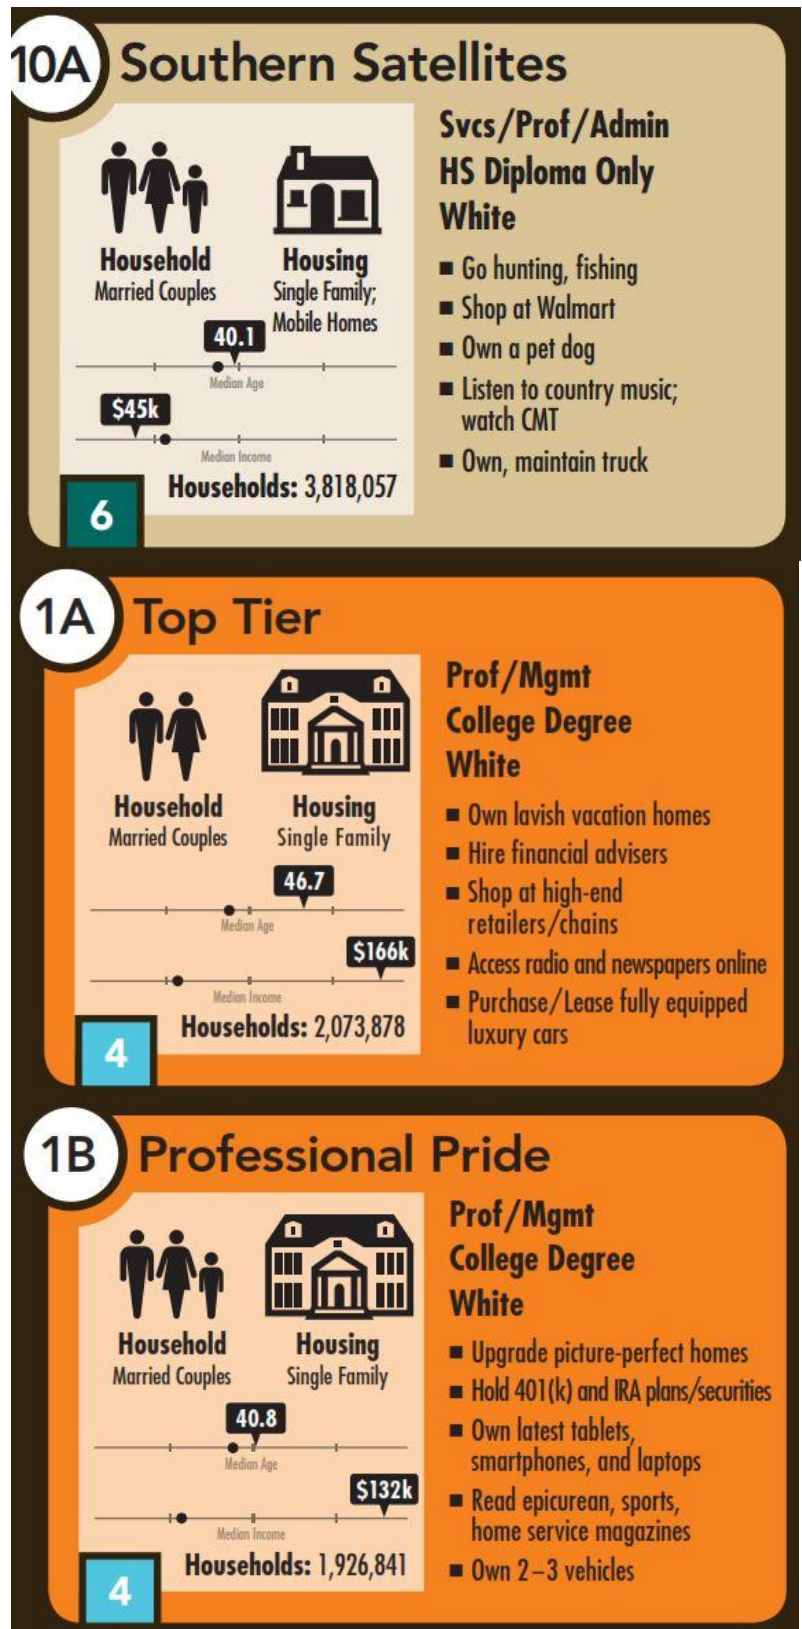 10A Southern Satellites
Household
Married Couples
Housing
Single Family;
Mobile Homes
40.1
Median Age
$45k
Median Income
Households: 3,818,057
6
Svcs/Prof/Admin
HS Diploma Only
White
■ Go hunting, fishing
■ Shop at Walmart
■ Own a pet dog
■ Listen to country music;
watch CMT
■ Own, maintain truck
1A Top Tier
Household
Married Couples
Housing
Single Family
46.7
Median Age
$166k
Median Income
Households: 2,073,878
4
Prof/Mgmt
College Degree
White
■ Own lavish vacation homes
■ Hire financial advisers
■ Shop at high-end
retailers/chains
■ Access radio and newspapers online
■ Purchase/Lease fully equipped
luxury cars
1B Professional Pride
Household
Married Couples
Housing
Single Family
40.8
Median Age
$132k
Median Income
Households: 1,926,841
4
Prof/Mgmt
College Degree
White
■ Upgrade picture-perfect homes
■ Hold 401(k) and IRA plans/securities
■ Own latest tablets,
smartphones, and laptops
■ Read epicurean, sports,
home service magazines
■ Own 2–3 vehicles